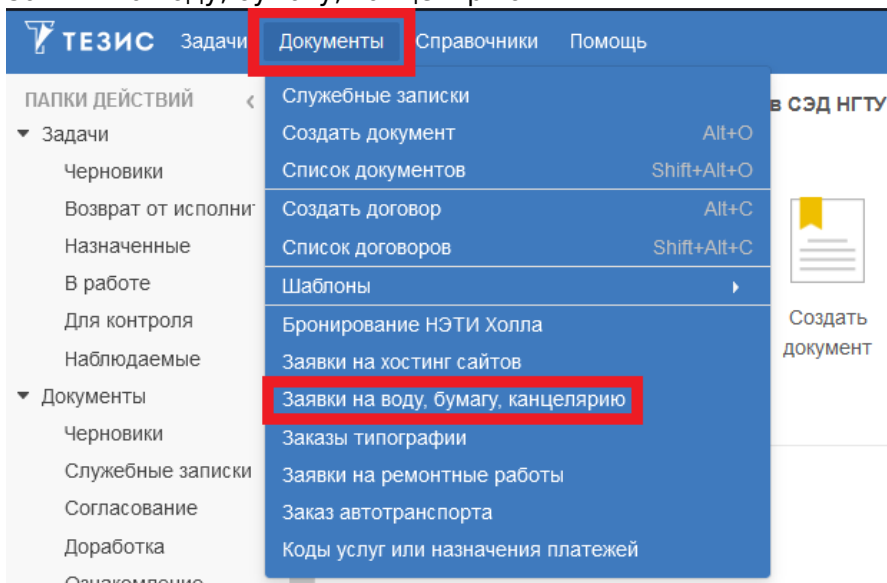 ТЕЗИС Задачи Документы Справочники Помощь
ПАПКИ ДЕЙСТВИЙ
Задачи
Черновики
Возврат от исполни
Назначенные
В работе
Для контроля
Наблюдаемые
Документы
Черновики
Служебные записки
Согласование
Доработка
Служебные записки
Создать документ Alt+O
Список документов Shift+Alt+O
Создать договор Alt+C
Список договоров Shift+Alt+C
Шаблоны
Бронирование НЭТИ Холла
Заявки на хостинг сайтов
Заявки на воду, бумагу, канцелярию
Заказы типографии
Заявки на ремонтные работы
Заказ автотранспорта
Коды услуг или назначения платежей
в СЭД НГТУ
Создать
документ